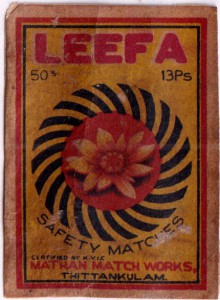 LEEFA
50s 13Ps
SAFETY MATCHES
CERTIFIED BY K.V.I.C
MATHAN MATCH WORKS,
THITTANKULAM.